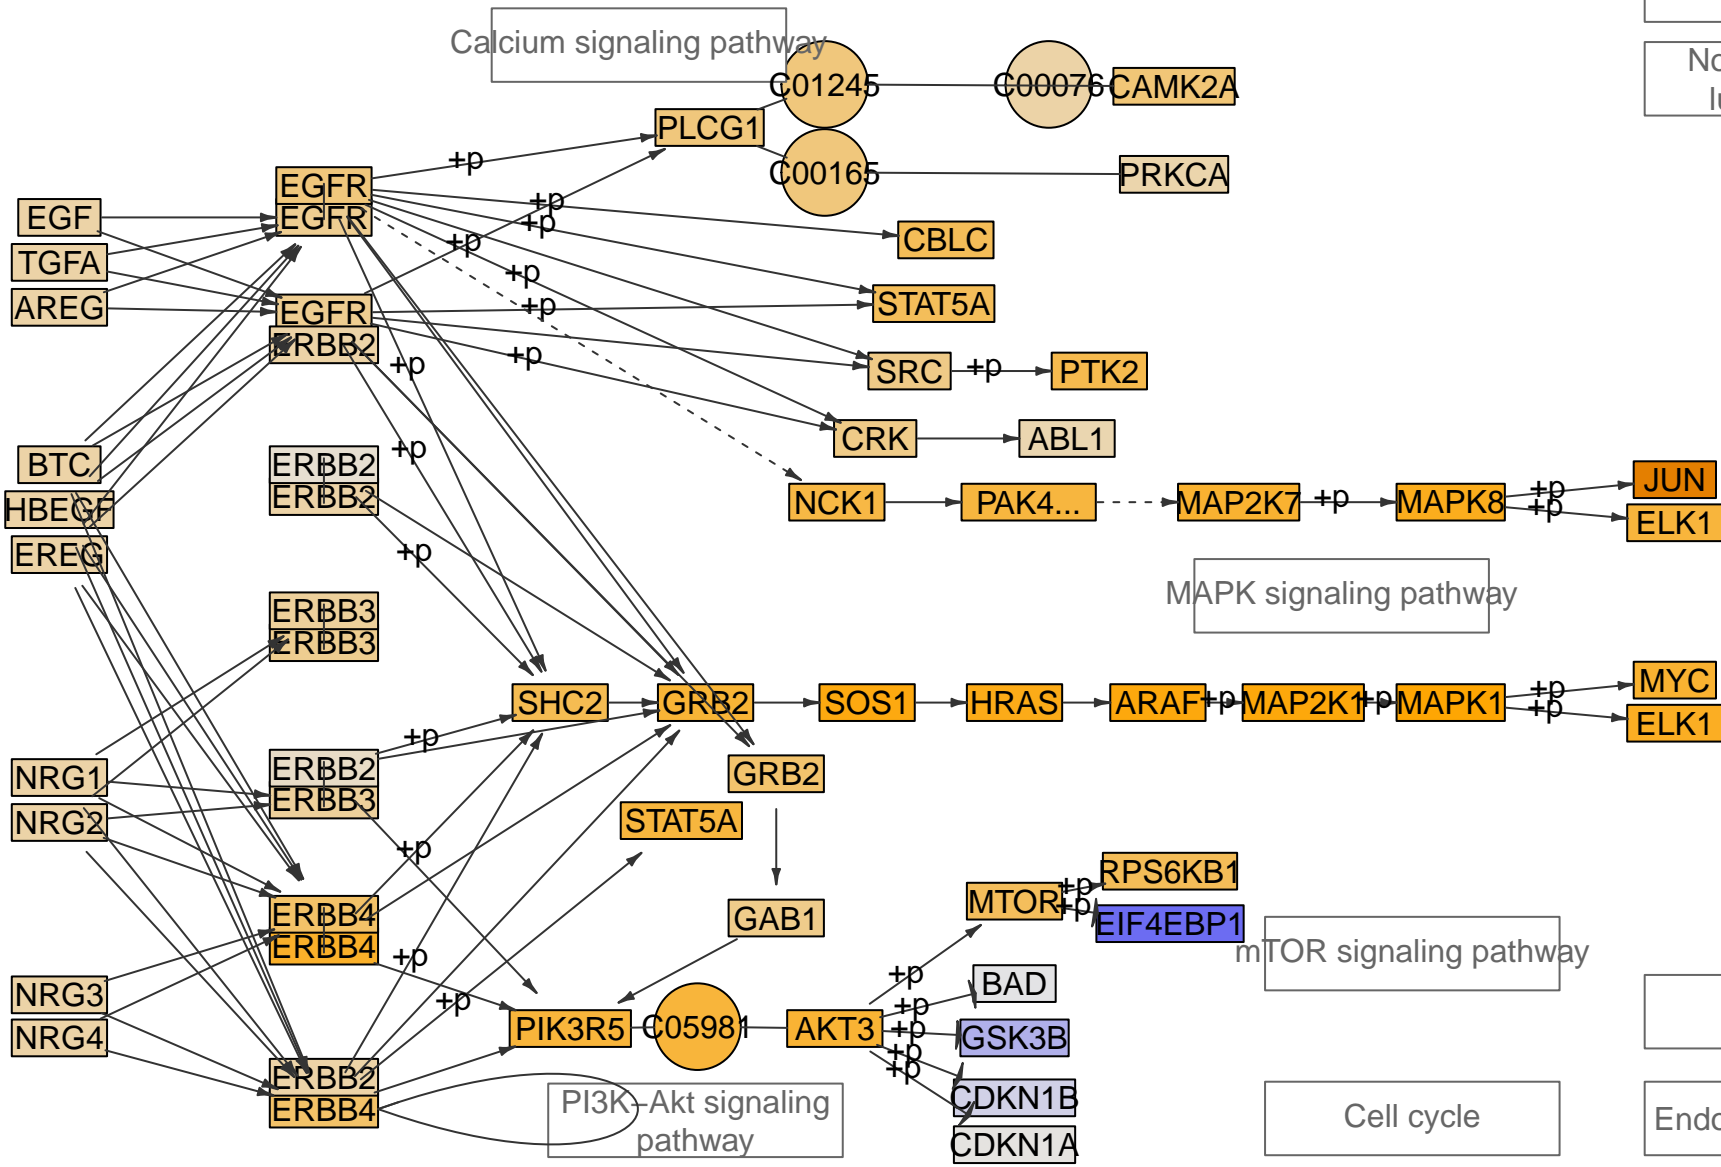 Calcium signaling pathway
No
lu
C01245
C00076
CAMK2A
PLCG1
C00165
PRKCA
+p
EGFR
EGFR
EGF
TGFA
AREG
+p
+p
+p
+p
+p
CBLC
STAT5A
EGFR
ERBB2
+p
+p
SRC
+p
PTK2
CRK
ABL1
BTC
HBEGF
EREG
ERBB2
ERBB2
+p
+p
NCK1
PAK4...
MAP2K7
+p
MAPK8
+p
+p
JUN
ELK1
MAPK signaling pathway
ERBB3
ERBB3
SHC2
GRB2
SOS1
HRAS
ARAF
+p
MAP2K1
+p
MAPK1
+p
+p
MYC
ELK1
NRG1
NRG2
ERBB2
ERBB3
+p
GRB2
STAT5A
+p
ERBB4
ERBB4
+p
+p
GAB1
MTOR
+p
+p
RPS6KB1
EIF4EBP1
mTOR signaling pathway
NRG3
NRG4
PIK3R5
C05981
AKT3
+p
+p
+p
+p
+p
BAD
GSK3B
CDKN1B
CDKN1A
ERBB2
ERBB4
PI3K–Akt signaling
pathway
Cell cycle
Endo